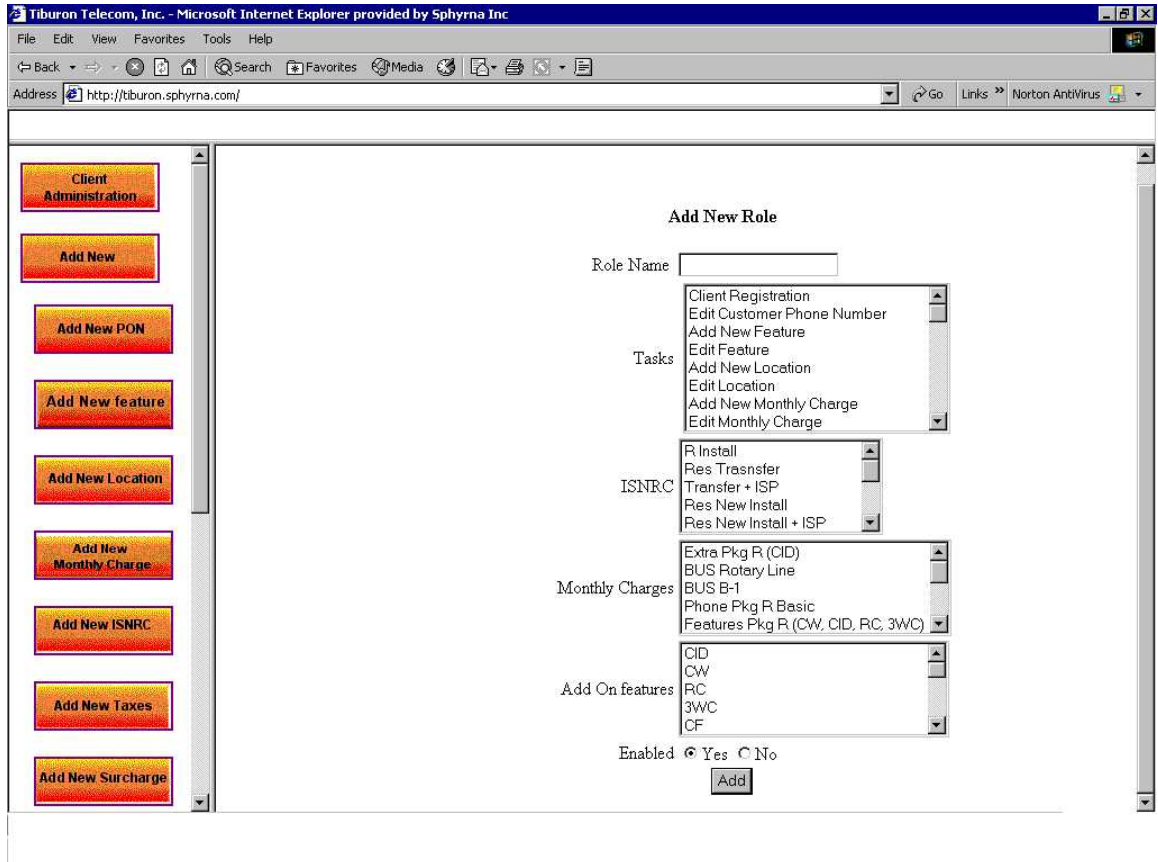 Tiburon Telecom, Inc. - Microsoft Internet Explorer provided by Sphyrna Inc
File Edit View Favorites Tools Help
Back Search Favorites Media
Address http://tiburon.sphyrna.com/ Go Links » Norton AntiVirus
Client
Administration
Add New
Add New PON
Add New feature
Add New Location
Add New
Monthly Charge
Add New ISNRC
Add New Taxes
Add New Surcharge
Add New Role
Role Name
Tasks
Client Registration
Edit Customer Phone Number
Add New Feature
Edit Feature
Add New Location
Edit Location
Add New Monthly Charge
Edit Monthly Charge
ISNRC
R Install
Res Trasnsfer
Transfer + ISP
Res New Install
Res New Install + ISP
Monthly Charges
Extra Pkg R (CID)
BUS Rotary Line
BUS B-1
Phone Pkg R Basic
Features Pkg R (CW, CID, RC, 3WC)
Add On features
CID
CW
RC
3WC
CF
Enabled Yes No
Add